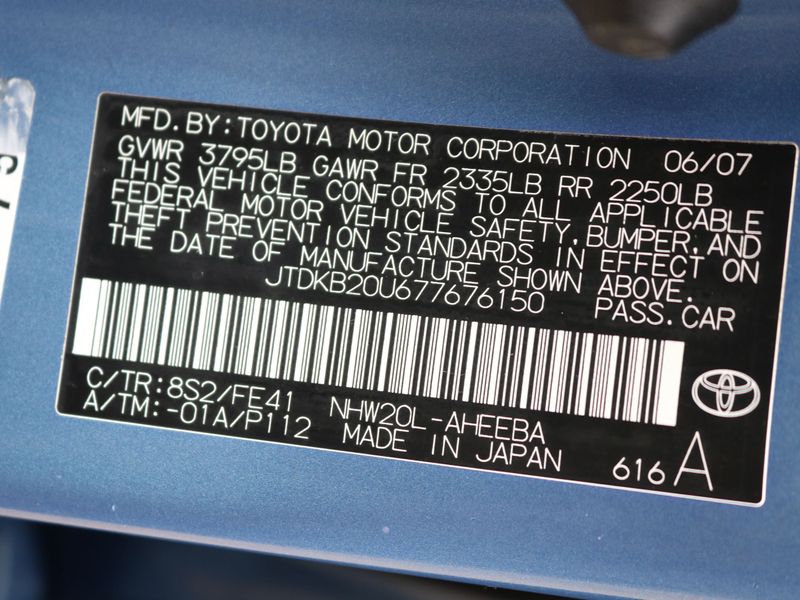 MFD.BY:TOYOTA MOTOR CORPORATION 06/07
GVWR 3795LB GAWR FR 2335LB RR 2250LB
THIS VEHICLE CONFORMS TO ALL APPLICABLE
FEDERAL MOTOR VEHICLE SAFETY,BUMPER,AND
THEFT PREVENTION STANDARDS IN EFFECT ON
THE DATE OF MANUFACTURE SHOWN ABOVE.
JTDKB20U677676150 PASS.CAR
C/TR:8S2/FE41 NHW20L-AHEEBA
A/TM:-01A/P112 MADE IN JAPAN 616 A